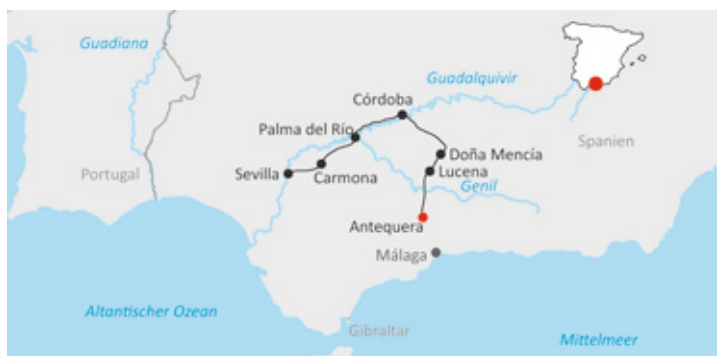 Guadiana
Guadalquivir
Córdoba
Palma del Río
Spanien
Doña Mencía
Portugal
Sevilla
Carmona
Lucena
Genil
Antequera
Málaga
Altantischer Ozean
Gibraltar
Mittelmeer